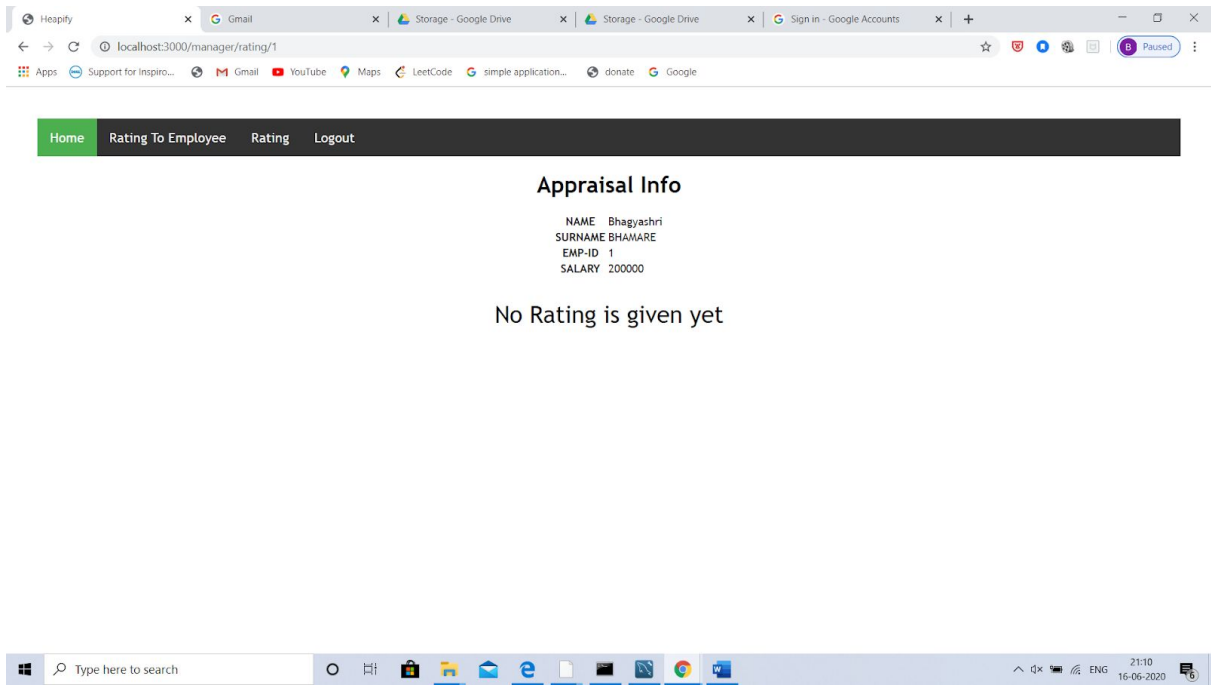 Heapify Gmail Storage - Google Drive Storage - Google Drive Sign in - Google Accounts
localhost:3000/manager/rating/1 B Paused
Apps Support for Inspiro... Gmail YouTube Maps LeetCode simple application... donate Google
Home Rating To Employee Rating Logout
Appraisal Info
NAME Bhagyashri
SURNAME BHAMARE
EMP-ID 1
SALARY 200000
No Rating is given yet
Type here to search ENG 21:10
16-06-2020 6